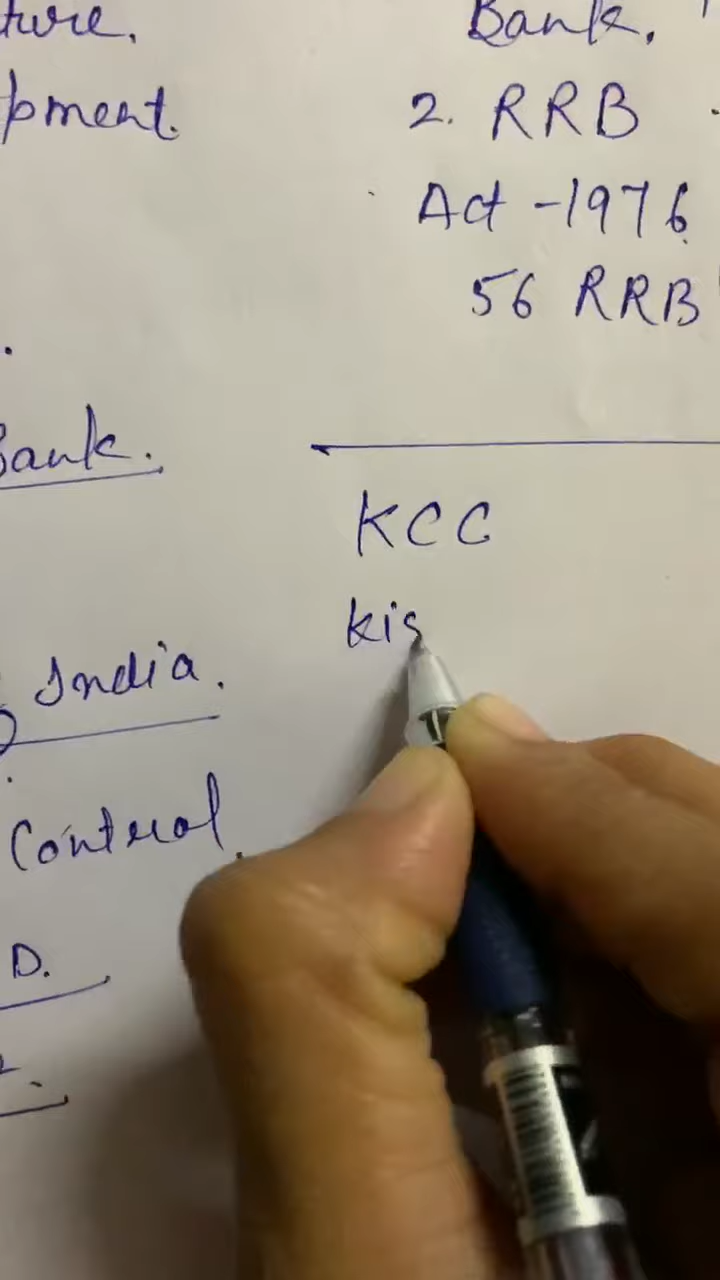 ture.
pment.
Bank.
2. RRB
Act -1976
56 RRB
Bank.
KCC
kis
India.
Control
D.